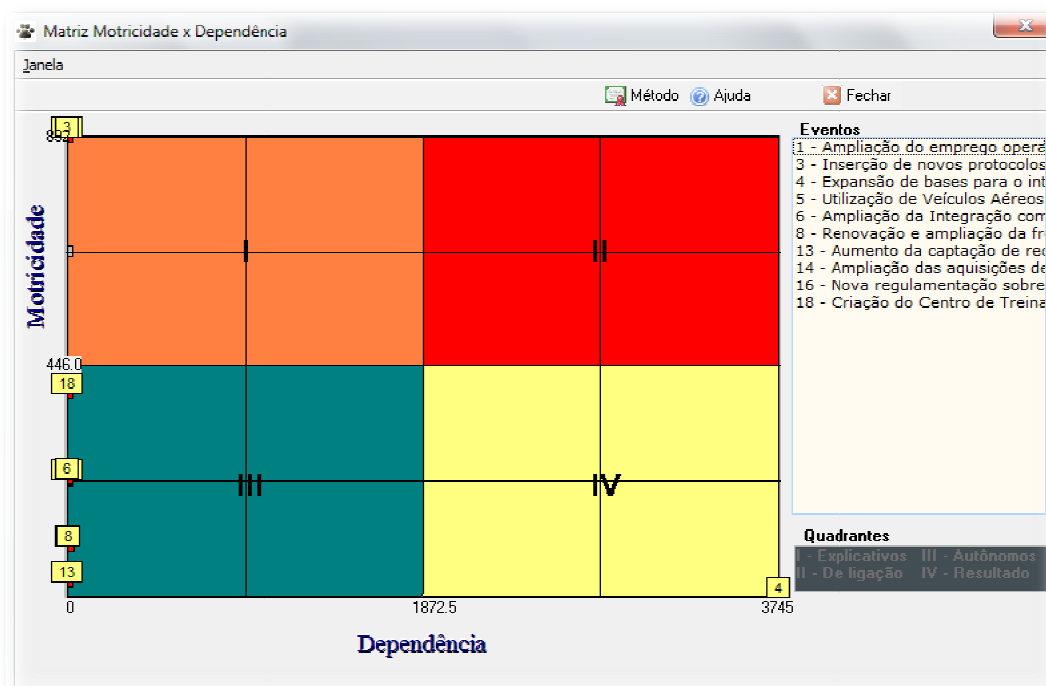 Matriz Motricidade x Dependência
Janela
Método Ajuda Fechar
3
892
Motricidade
I
II
446.0
18
6
III
IV
8
13
4
0 1872.5 3745
Dependência
Eventos
1 - Ampliação do emprego opera
3 - Inserção de novos protocolos
4 - Expansão de bases para o int
5 - Utilização de Veículos Aéreos
6 - Ampliação da Integração com
8 - Renovação e ampliação da fr
13 - Aumento da captação de rec
14 - Ampliação das aquisições de
16 - Nova regulamentação sobre
18 - Criação do Centro de Treina
Quadrantes
I - Explicativos III - Autônomos
II - De ligação IV - Resultado